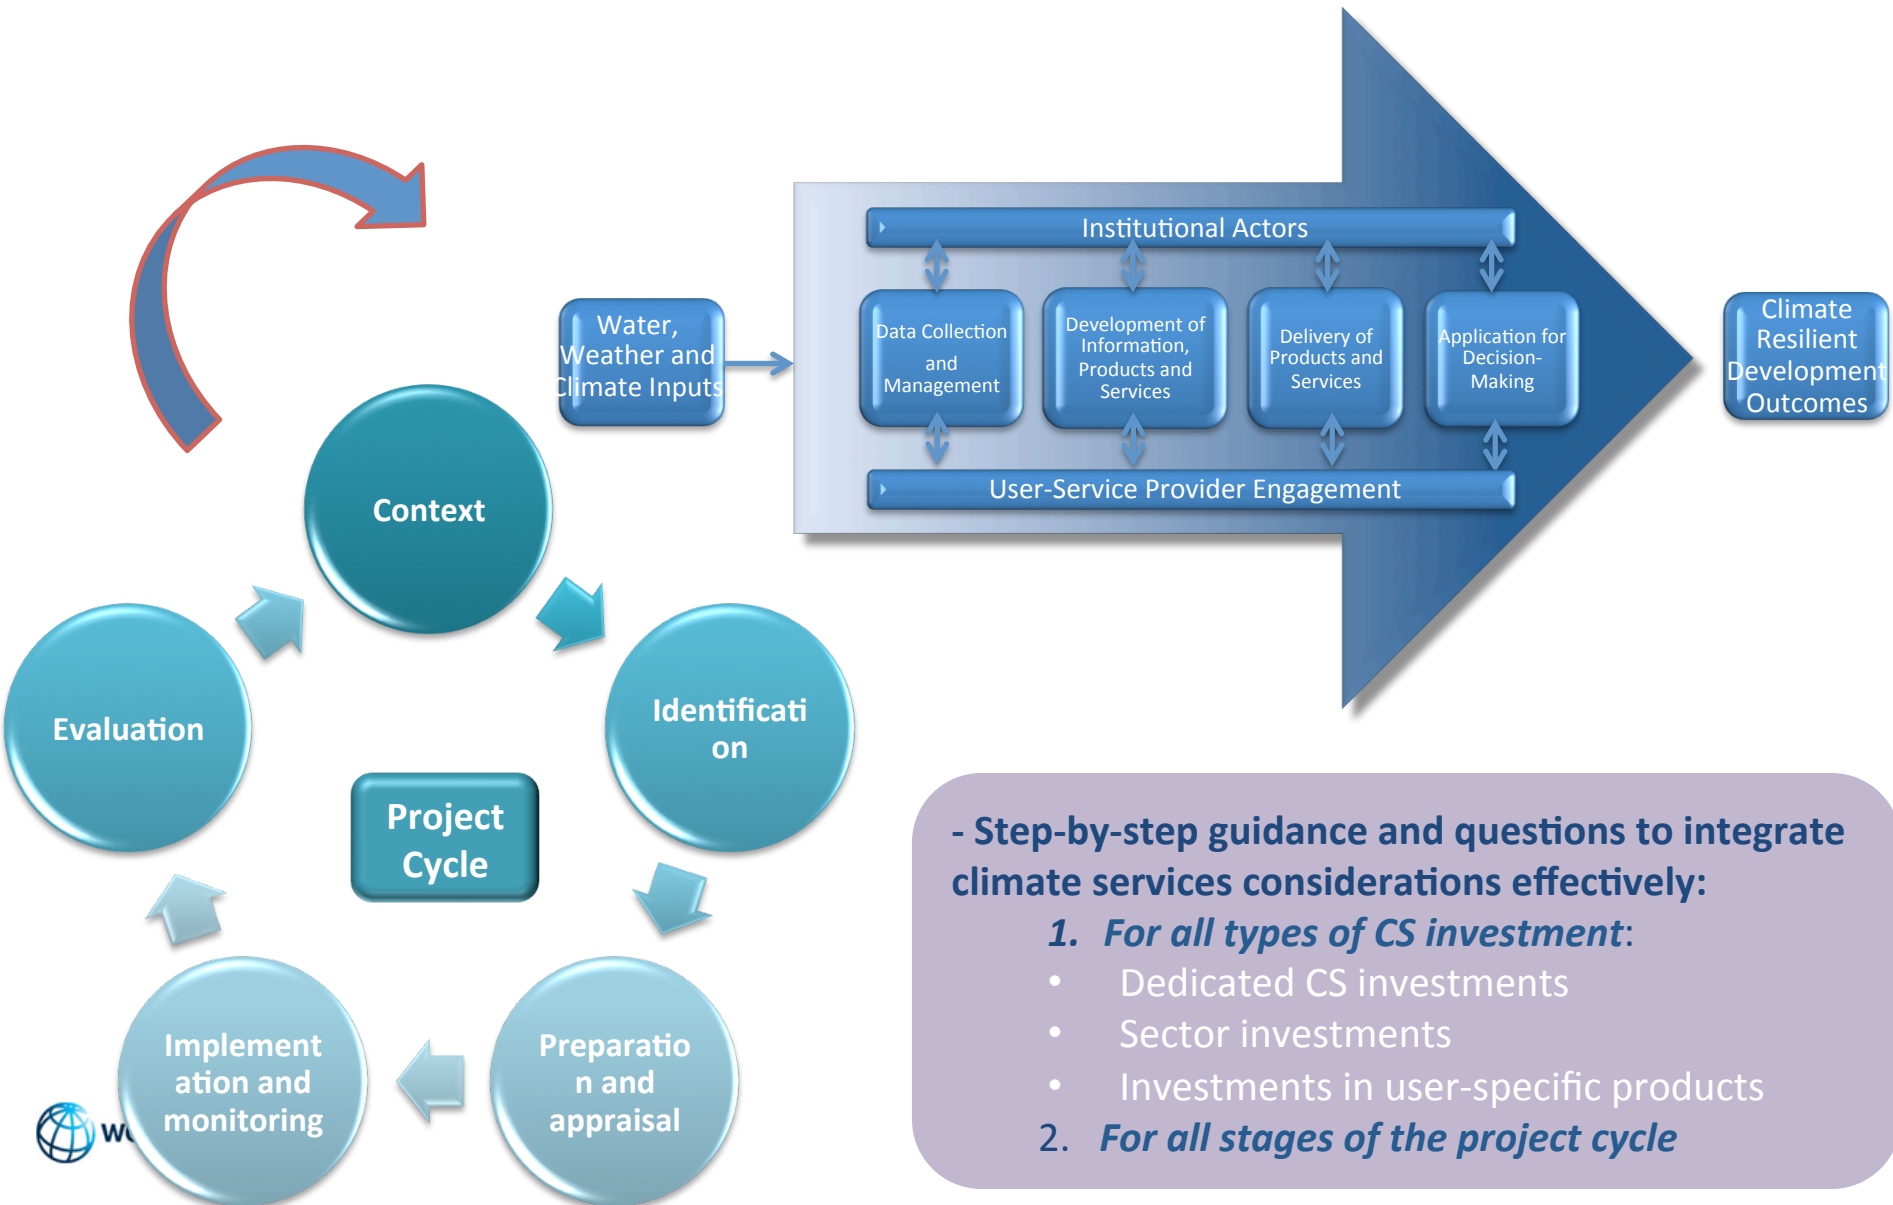 Institutional Actors
Water,
Weather and
Climate Inputs
Data Collection
and
Management
Development of
Information,
Products and
Services
Delivery of
Products and
Services
Application for
Decision-
Making
Climate
Resilient
Development
Outcomes
User-Service Provider Engagement
Context
Identificati
on
Evaluation
Project
Cycle
Implement
ation and
monitoring
Preparatio
n and
appraisal
- Step-by-step guidance and questions to integrate
climate services considerations effectively:
1. For all types of CS investment:
• Dedicated CS investments
• Sector investments
• Investments in user-specific products
2. For all stages of the project cycle